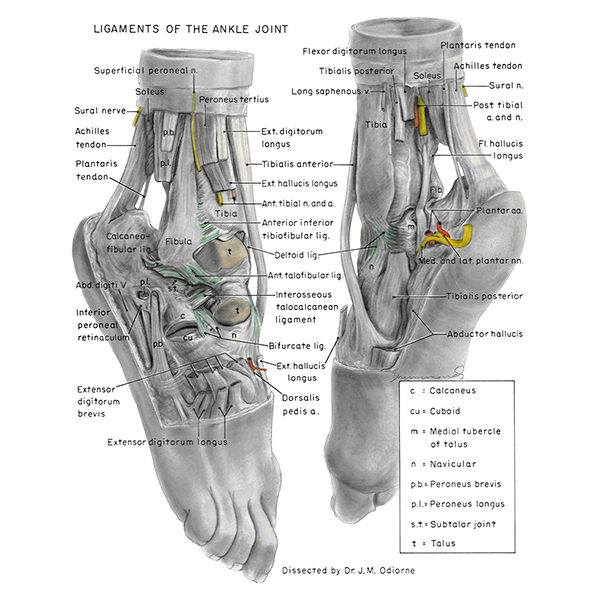 LIGAMENTS OF THE ANKLE JOINT
Superficial peroneal n.
Soleus
Peroneus tertius
Sural nerve
Achilles
tendon
p.b.
p.l.
Ext. digitorum
longus
Plantaris
tendon
Tibialis anterior
Ext. hallucis longus
Ant. tibial n. and a.
Tibia
Anterior inferior
tibiofibular lig.
Calcaneo-
fibular lig.
Fibula
Deltoid lig.
t
Ant. talofibular lig.
Abd. digiti V
p.l.
s.t.
Interosseous
talocalcanean
ligament
t
Inferior
peroneal
retinaculum
c
cu
n
pb
Bifurcate lig.
Ext. hallucis
longus
Extensor
digitorum
brevis
Dorsalis
pedis a.
Extensor digitorum longus
Flexor digitorum longus
Plantaris tendon
Tibialis posterior
Soleus
Achilles tendon
Long saphenous v.
Sural n.
Post tibial
a. and n.
Tibia
Fl. hallucis
longus
Fib.
Plantar aa.
m
n
Med. and lat. plantar nn.
Tibialis posterior
Abductor hallucis
c = Calcaneus
cu = Cuboid
m = Medial tubercle
of talus
n = Navicular
p.b. = Peroneus brevis
p.l. = Peroneus longus
s.t. = Subtalar joint
t = Talus
Dissected by Dr. J. M. Odiorne